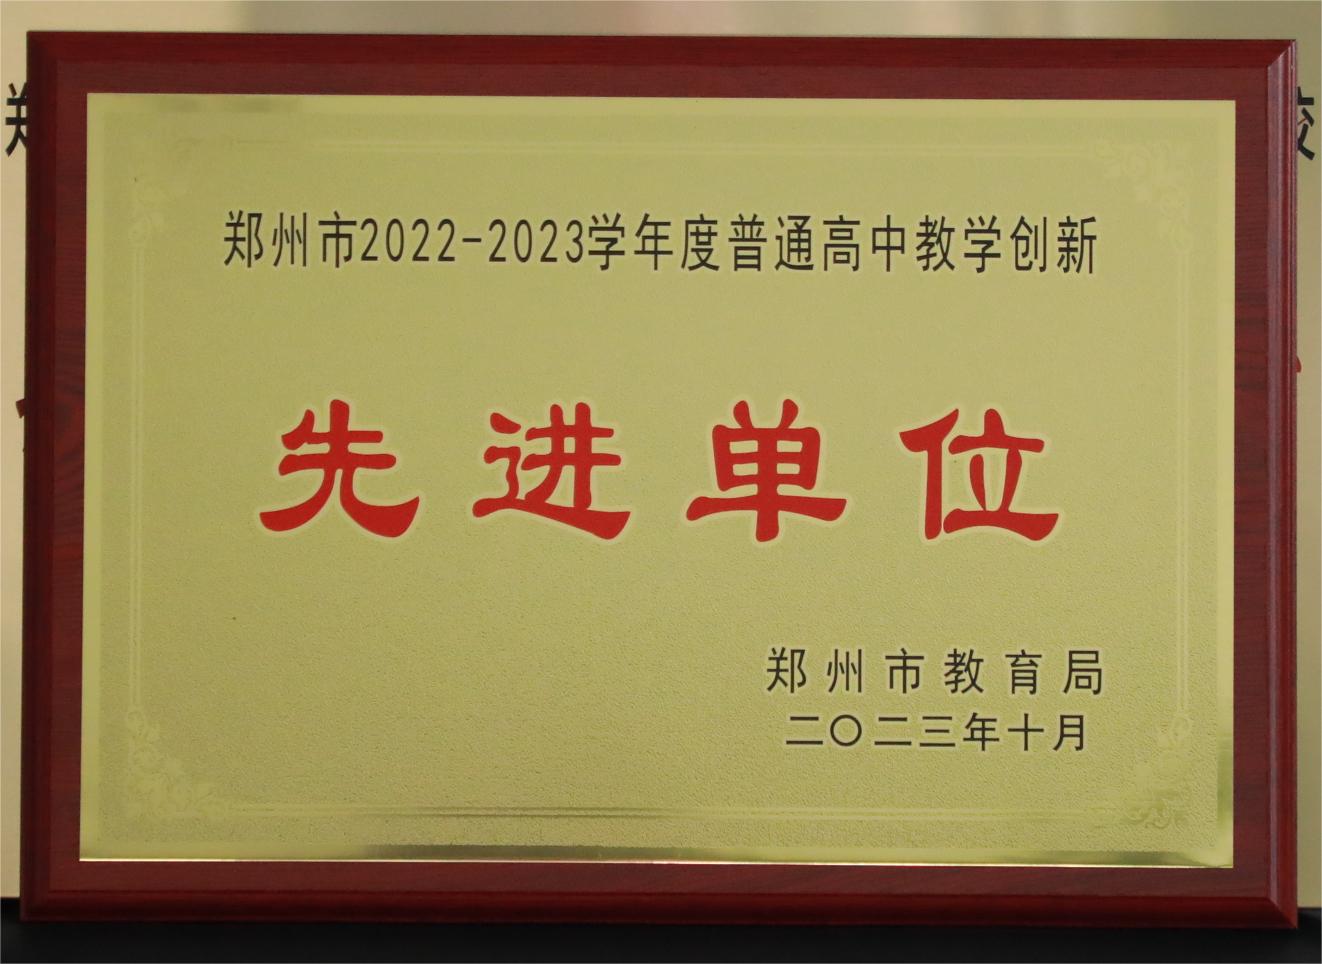 郑州市2022-2023学年度普通高中教学创新
先进单位
郑州市教育局
二〇二三年十月